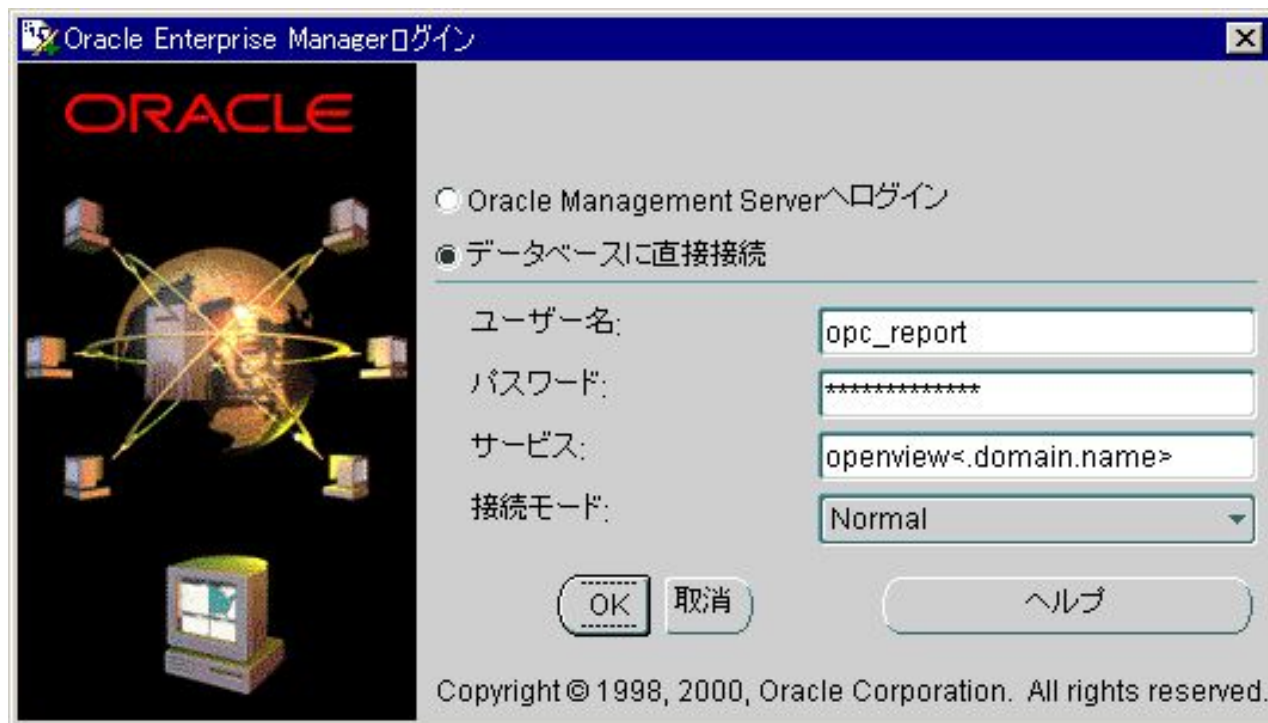 Oracle Enterprise Managerログイン
ORACLE
Oracle Management Serverへログイン
データベースに直接接続
ユーザー名: opc_report
パスワード: *************
サービス: openview<.domain.name>
接続モード: Normal
OK 取消 ヘルプ
Copyright © 1998, 2000, Oracle Corporation. All rights reserved.